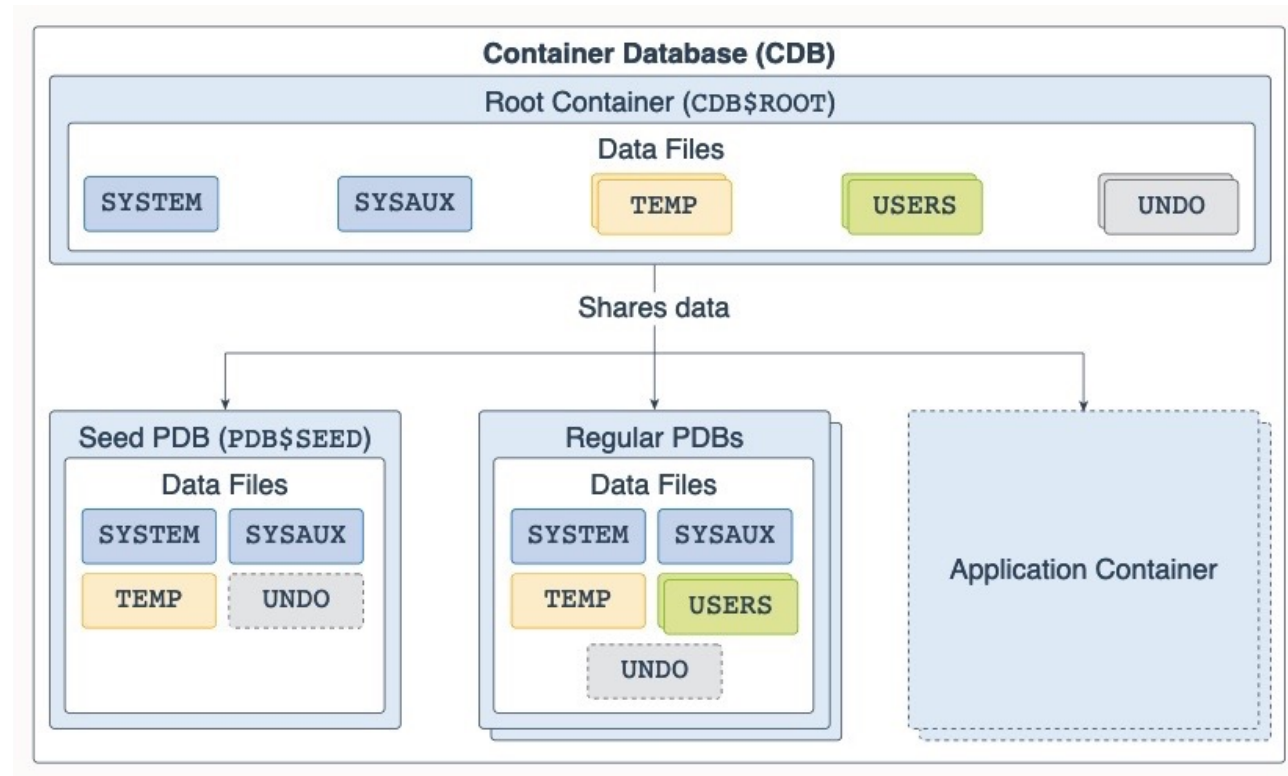 Container Database (CDB)
Root Container (CDB$ROOT)
Data Files
SYSTEM
SYSAUX
TEMP
USERS
UNDO
Shares data
Seed PDB (PDB$SEED)
Data Files
SYSTEM
SYSAUX
TEMP
UNDO
Regular PDBs
Data Files
SYSTEM
SYSAUX
TEMP
USERS
UNDO
Application Container